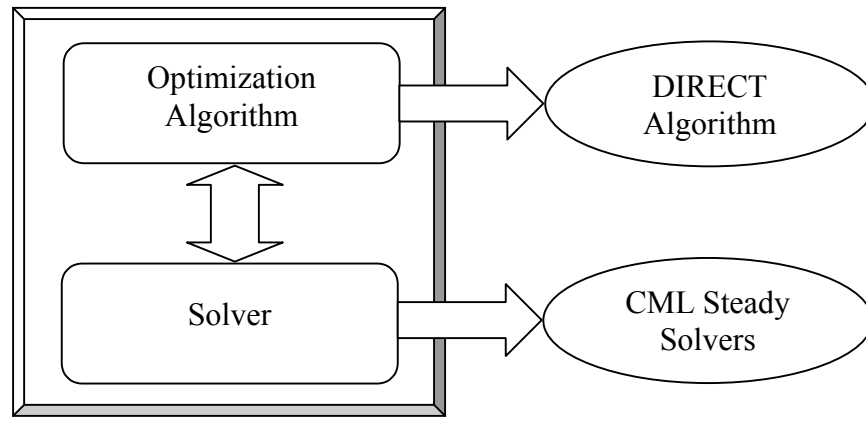 Optimization
Algorithm
DIRECT
Algorithm
Solver
CML Steady
Solvers